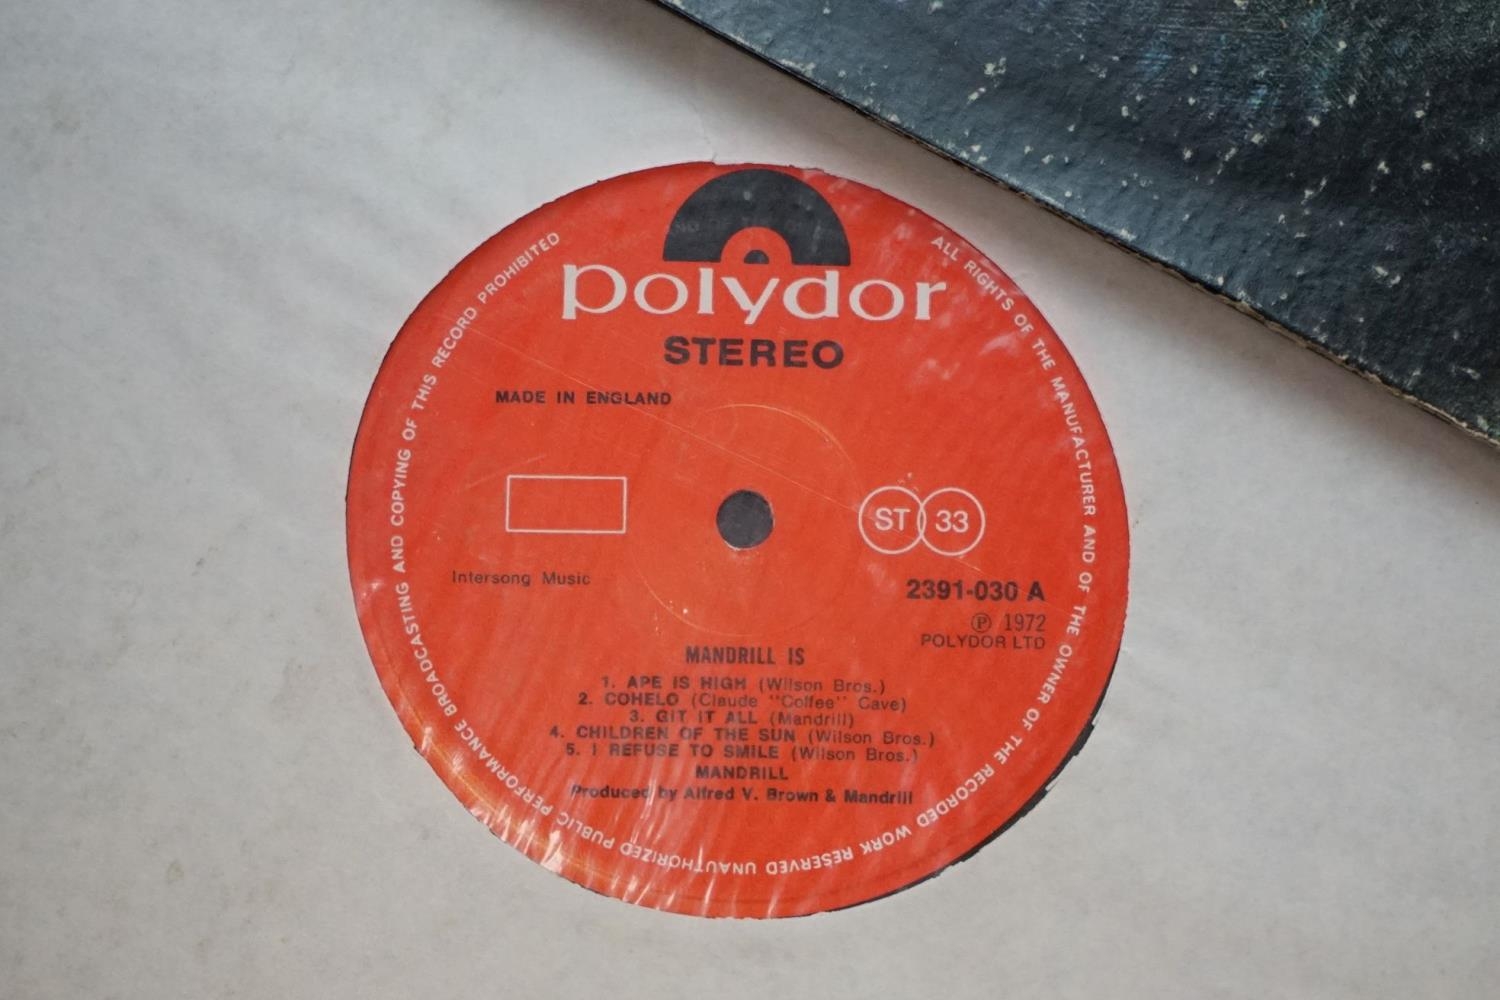 polydor
STEREO
MADE IN ENGLAND
ST 33
Intersong Music
2391-030 A
℗ 1972
POLYDOR LTD
MANDRILL IS
1. APE IS HIGH (Wilson Bros.)
2. COHELO (Claude "Coffee" Cave)
3. GIT IT ALL (Mandrill)
4. CHILDREN OF THE SUN (Wilson Bros.)
5. I REFUSE TO SMILE (Wilson Bros.)
MANDRILL
Produced by Alfred V. Brown & Mandrill
ALL RIGHTS OF THE MANUFACTURER AND OF THE OWNER OF THE RECORDED WORK RESERVED UNAUTHORIZED PUBLIC PERFORMANCE BROADCASTING AND COPYING OF THIS RECORD PROHIBITED